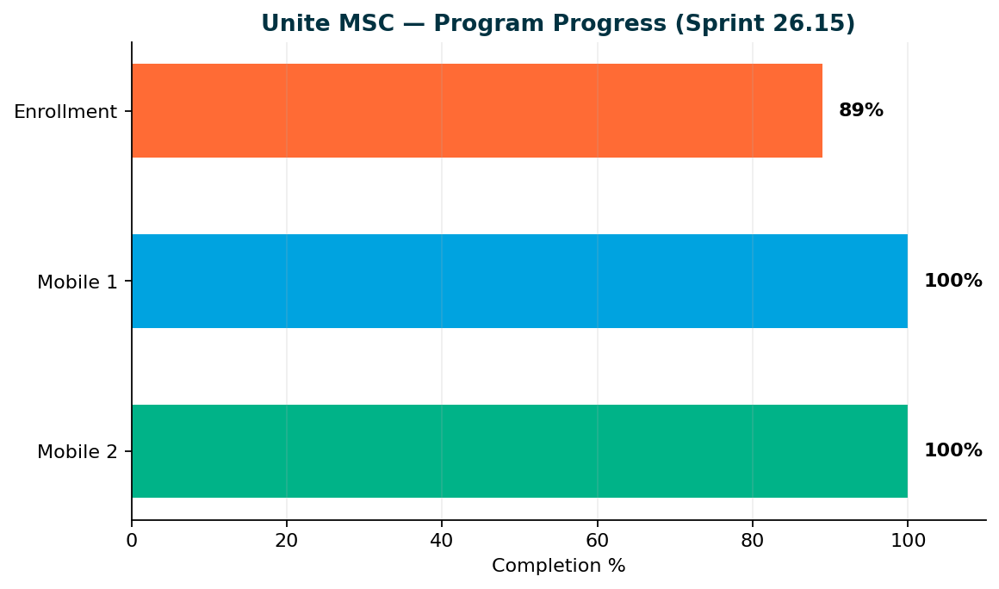 Unite MSC — Program Progress (Sprint 26.15)
Enrollment
89%
Mobile 1
100%
Mobile 2
100%
0 20 40 60 80 100
Completion %